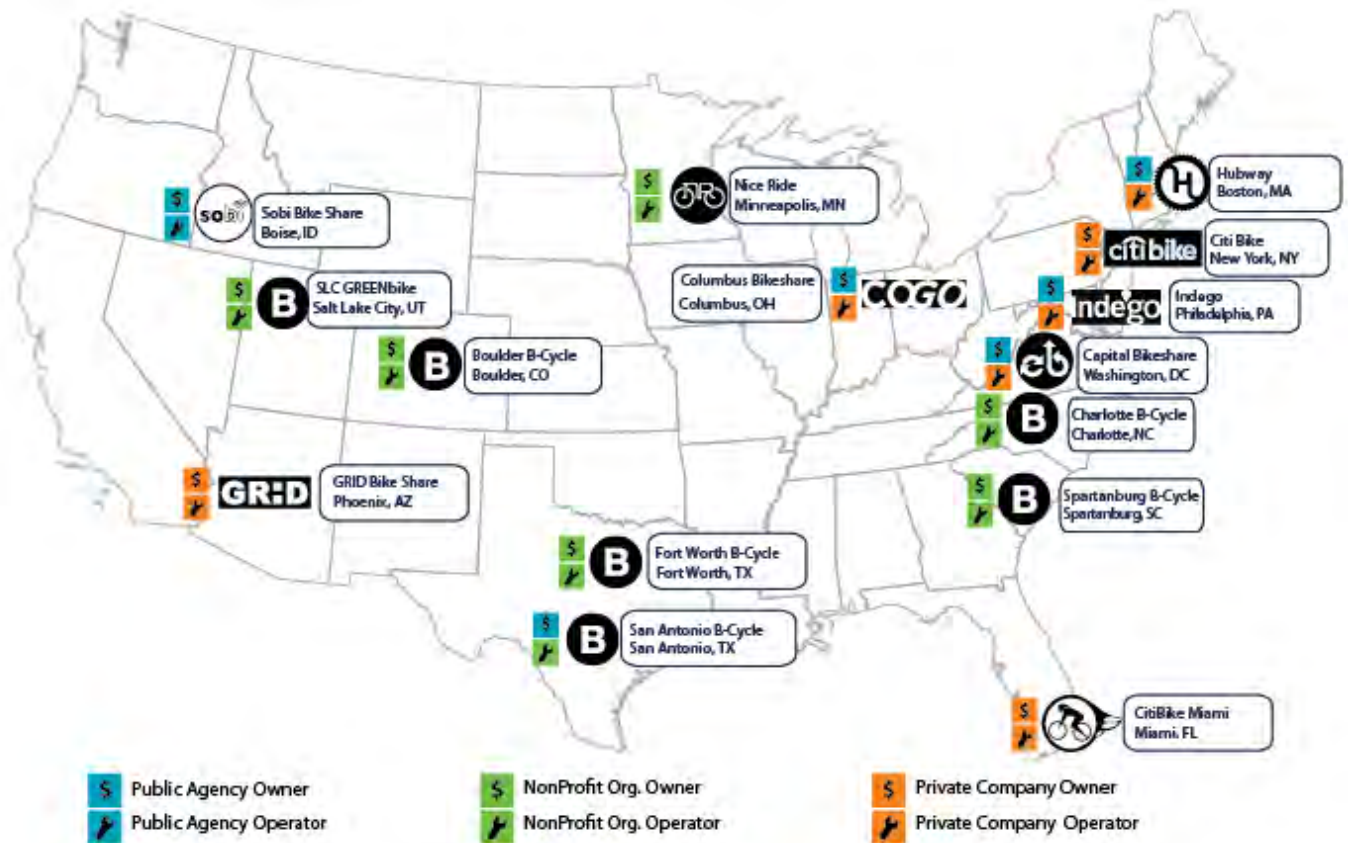 Nice Ride
Minneapolis, MN
H
Hubway
Boston, MA
sobi
Sobi Bike Share
Boise, ID
citibike
Citi Bike
New York, NY
B
SLC GREENbike
Salt Lake City, UT
Columbus Bikeshare
Columbus, OH
COGO
Indego
Indego
Philadelphia, PA
B
Boulder B-Cycle
Boulder, CO
cb
Capital Bikeshare
Washington, DC
B
Charlotte B-Cycle
Charlotte, NC
GR:D
GRID Bike Share
Phoenix, AZ
B
Spartanburg B-Cycle
Spartanburg, SC
B
Fort Worth B-Cycle
Fort Worth, TX
B
San Antonio B-Cycle
San Antonio, TX
CitiBike Miami
Miami. FL
$ Public Agency Owner
Public Agency Operator
$ NonProfit Org. Owner
NonProfit Org. Operator
$ Private Company Owner
Private Company Operator